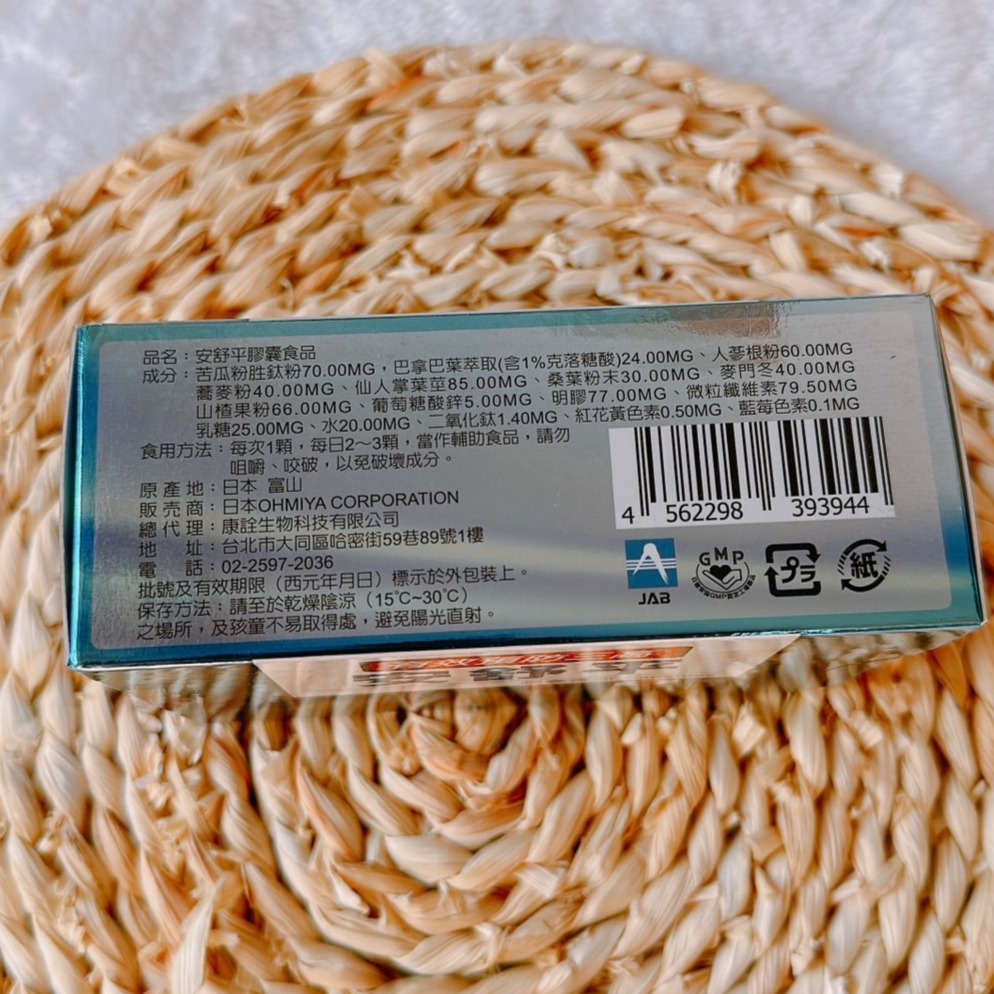 品名：安舒平膠囊食品
成分：苦瓜粉胜鈦粉70.00MG，巴拿巴葉萃取(含1%克落糖酸)24.00MG、人蔘根粉60.00MG
蕎麥粉40.00MG、仙人掌葉莖85.00MG、桑葉粉末30.00MG、麥門冬40.00MG
山楂果粉66.00MG、葡萄糖酸鋅5.00MG、明膠77.00MG、微粒纖維素79.50MG
乳糖25.00MG、水20.00MG、二氧化鈦1.40MG、紅花黃色素0.50MG、藍莓色素0.1MG
食用方法：每次1顆，每日2～3顆，當作輔助食品，請勿
咀嚼、咬破，以免破壞成分。
原產地：日本 富山
販售商：日本OHMIYA CORPORATION
總代理：康詮生物科技有限公司
地 址：台北市大同區哈密街59巷89號1樓
電 話：02-2597-2036
批號及有效期限（西元年月日）標示於外包裝上。
保存方法：請至於乾燥陰涼（15℃~30℃）
之場所，及孩童不易取得處，避免陽光直射。
4 562298 393944
JAB
GMP
プラ
紙